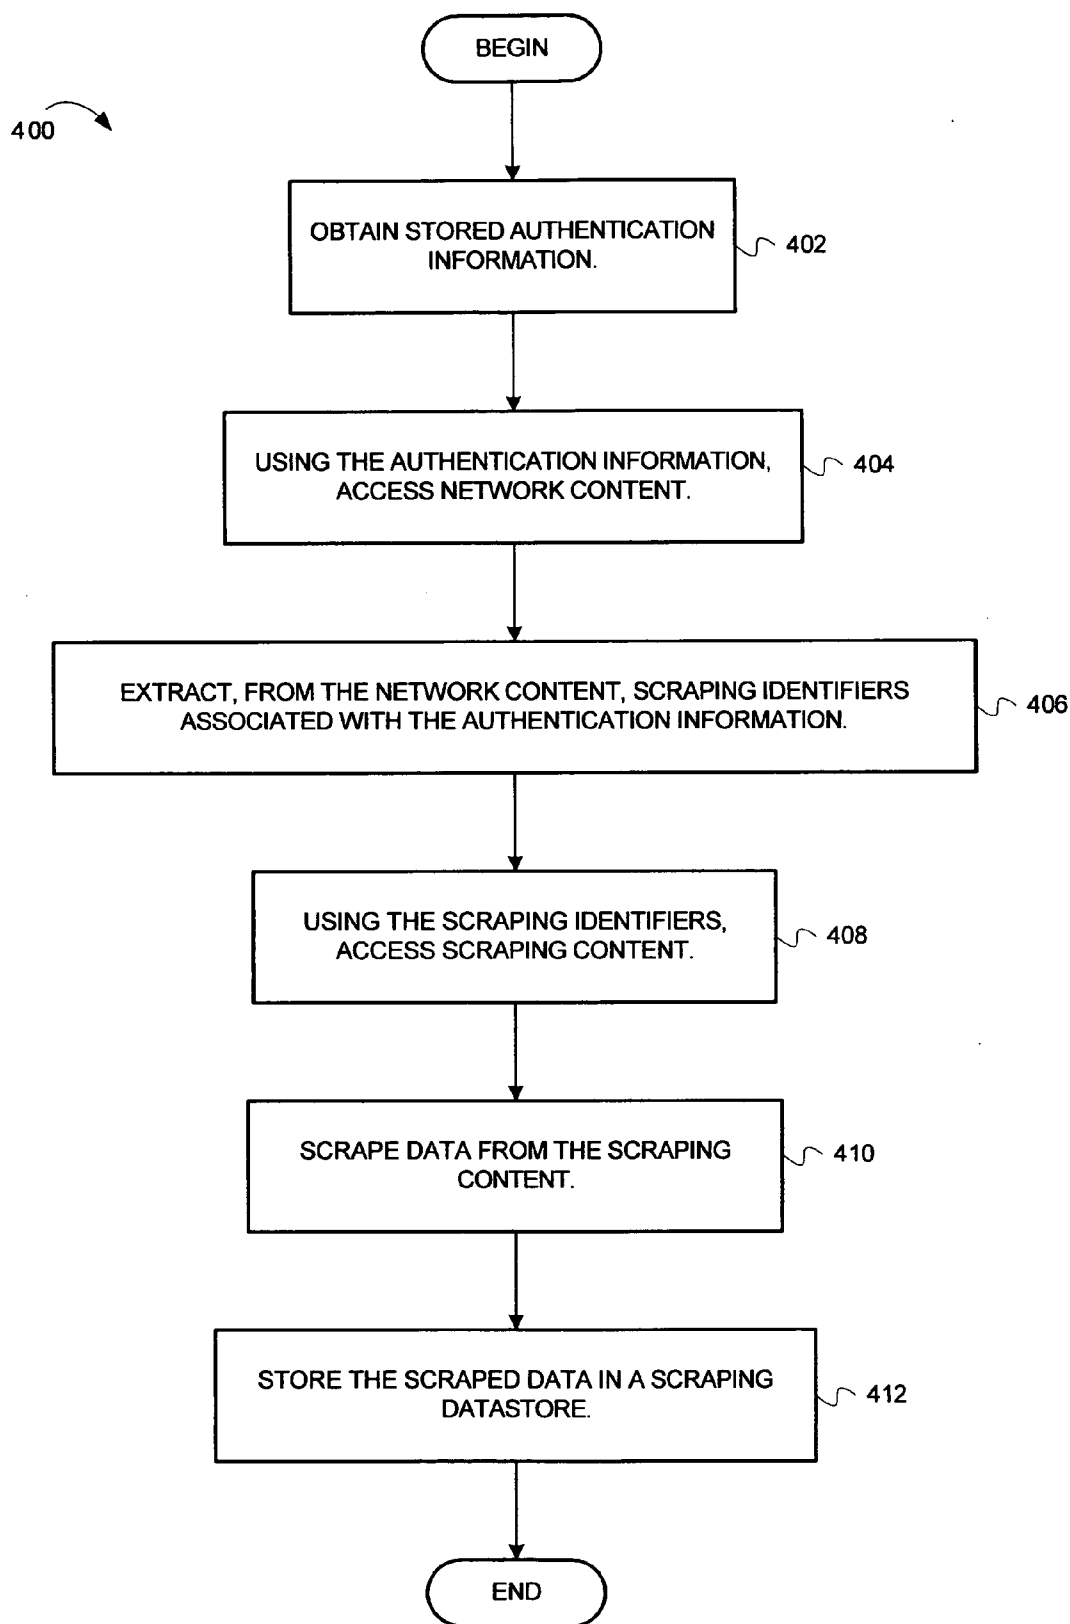 BEGIN
400
OBTAIN STORED AUTHENTICATION
INFORMATION.
402
USING THE AUTHENTICATION INFORMATION,
ACCESS NETWORK CONTENT.
404
EXTRACT, FROM THE NETWORK CONTENT, SCRAPING IDENTIFIERS
ASSOCIATED WITH THE AUTHENTICATION INFORMATION.
406
USING THE SCRAPING IDENTIFIERS,
ACCESS SCRAPING CONTENT.
408
SCRAPE DATA FROM THE SCRAPING
CONTENT.
410
STORE THE SCRAPED DATA IN A SCRAPING
DATASTORE.
412
END